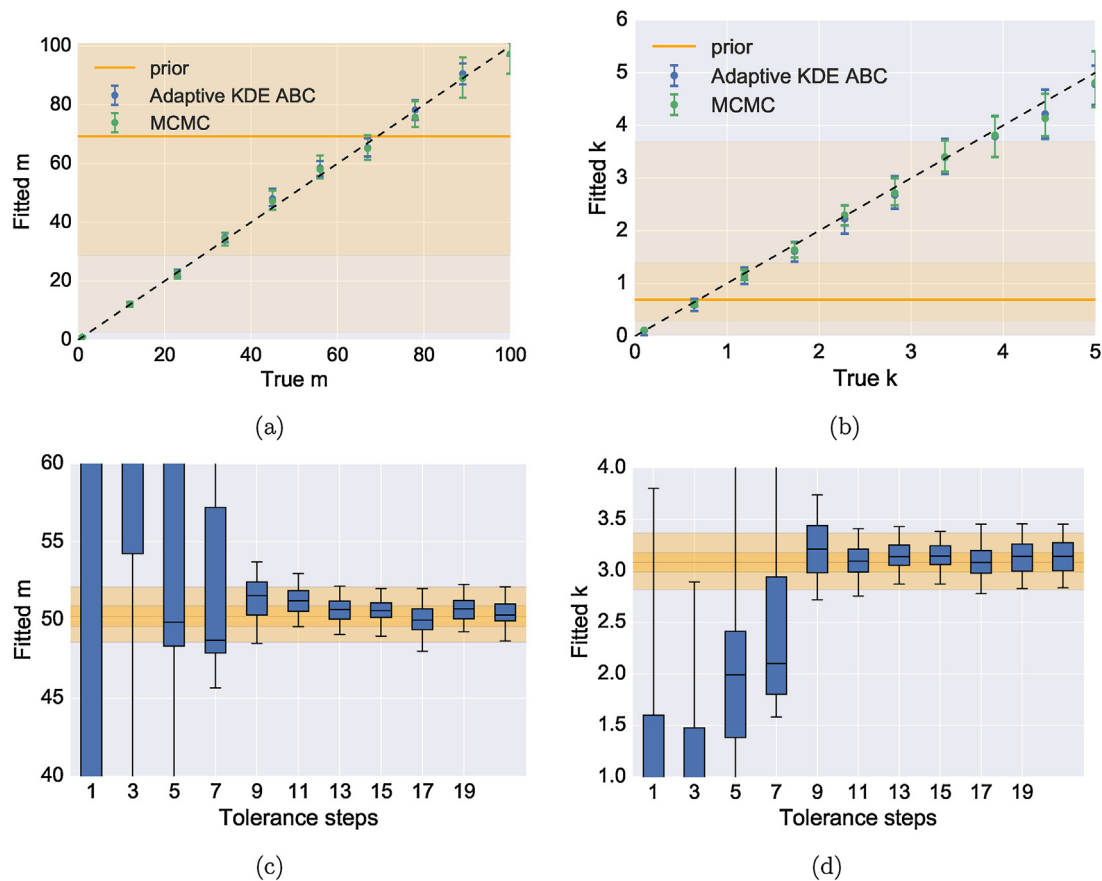 100
80
60
40
20
0
Fitted m
prior
Adaptive KDE ABC
MCMC
0 20 40 60 80 100
True m
(a)
6
5
4
3
2
1
0
Fitted k
prior
Adaptive KDE ABC
MCMC
0 1 2 3 4 5
True k
(b)
60
55
50
45
40
Fitted m
1 3 5 7 9 11 13 15 17 19
Tolerance steps
(c)
4.0
3.5
3.0
2.5
2.0
1.5
1.0
Fitted k
1 3 5 7 9 11 13 15 17 19
Tolerance steps
(d)